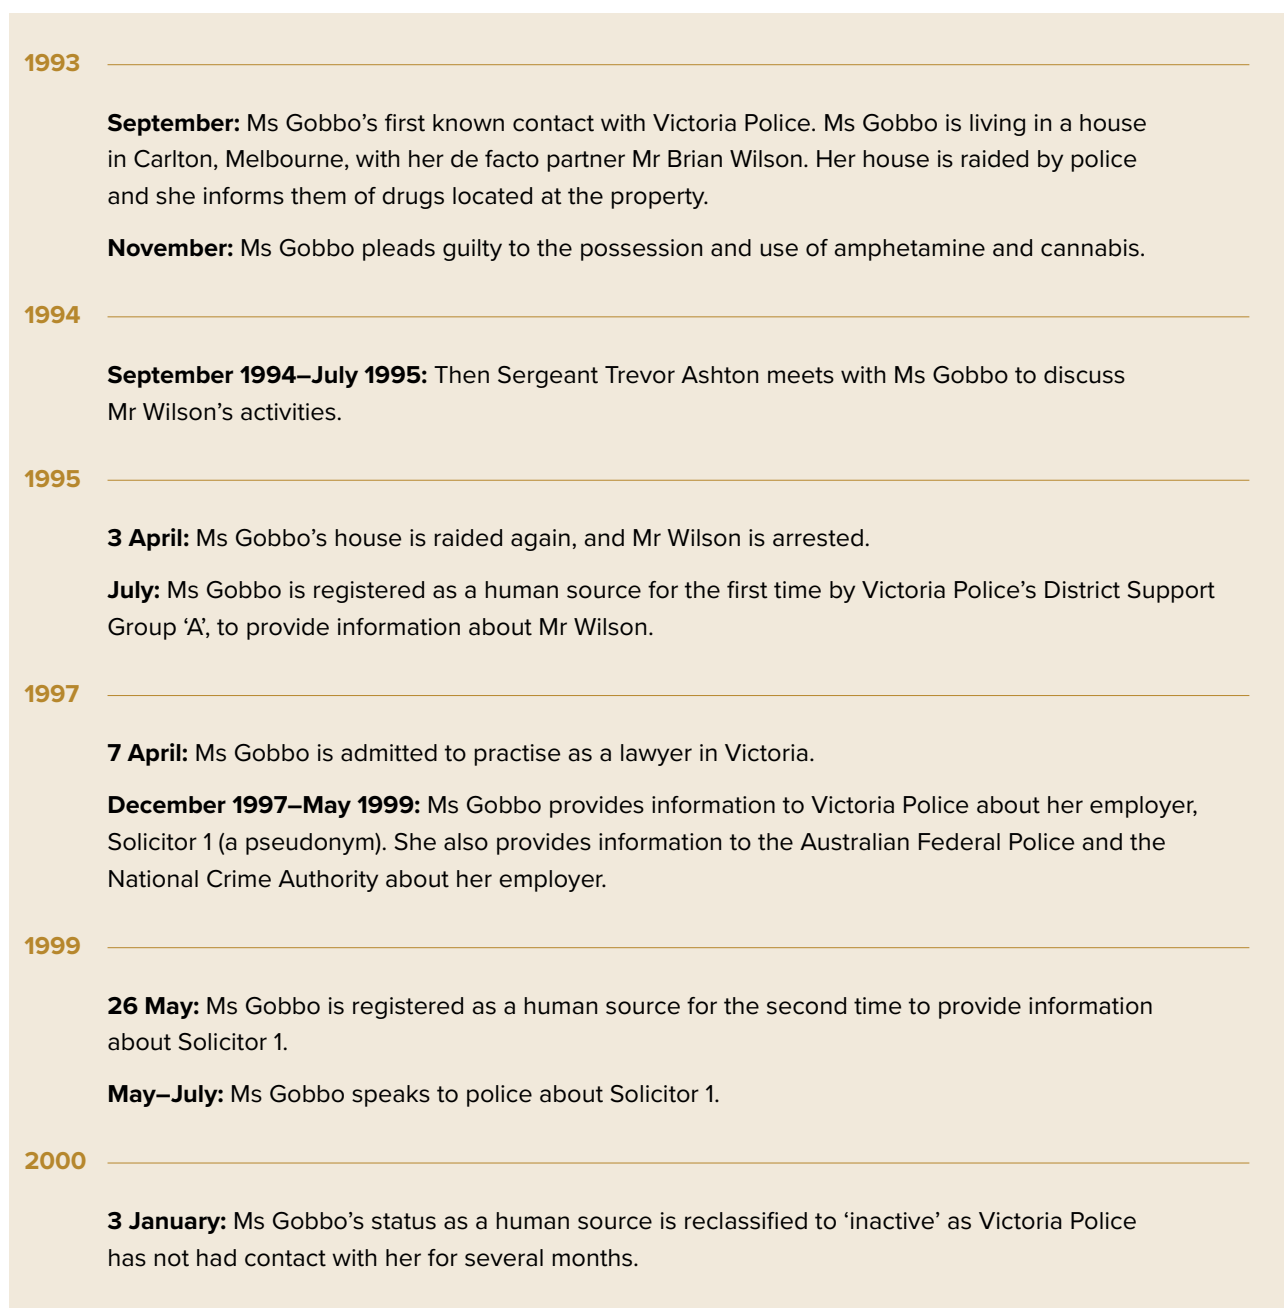 1993
September: Ms Gobbo’s first known contact with Victoria Police. Ms Gobbo is living in a house
in Carlton, Melbourne, with her de facto partner Mr Brian Wilson. Her house is raided by police
and she informs them of drugs located at the property.
November: Ms Gobbo pleads guilty to the possession and use of amphetamine and cannabis.
1994
September 1994–July 1995: Then Sergeant Trevor Ashton meets with Ms Gobbo to discuss
Mr Wilson’s activities.
1995
3 April: Ms Gobbo’s house is raided again, and Mr Wilson is arrested.
July: Ms Gobbo is registered as a human source for the first time by Victoria Police’s District Support
Group ‘A’, to provide information about Mr Wilson.
1997
7 April: Ms Gobbo is admitted to practise as a lawyer in Victoria.
December 1997–May 1999: Ms Gobbo provides information to Victoria Police about her employer,
Solicitor 1 (a pseudonym). She also provides information to the Australian Federal Police and the
National Crime Authority about her employer.
1999
26 May: Ms Gobbo is registered as a human source for the second time to provide information
about Solicitor 1.
May–July: Ms Gobbo speaks to police about Solicitor 1.
2000
3 January: Ms Gobbo’s status as a human source is reclassified to ‘inactive’ as Victoria Police
has not had contact with her for several months.